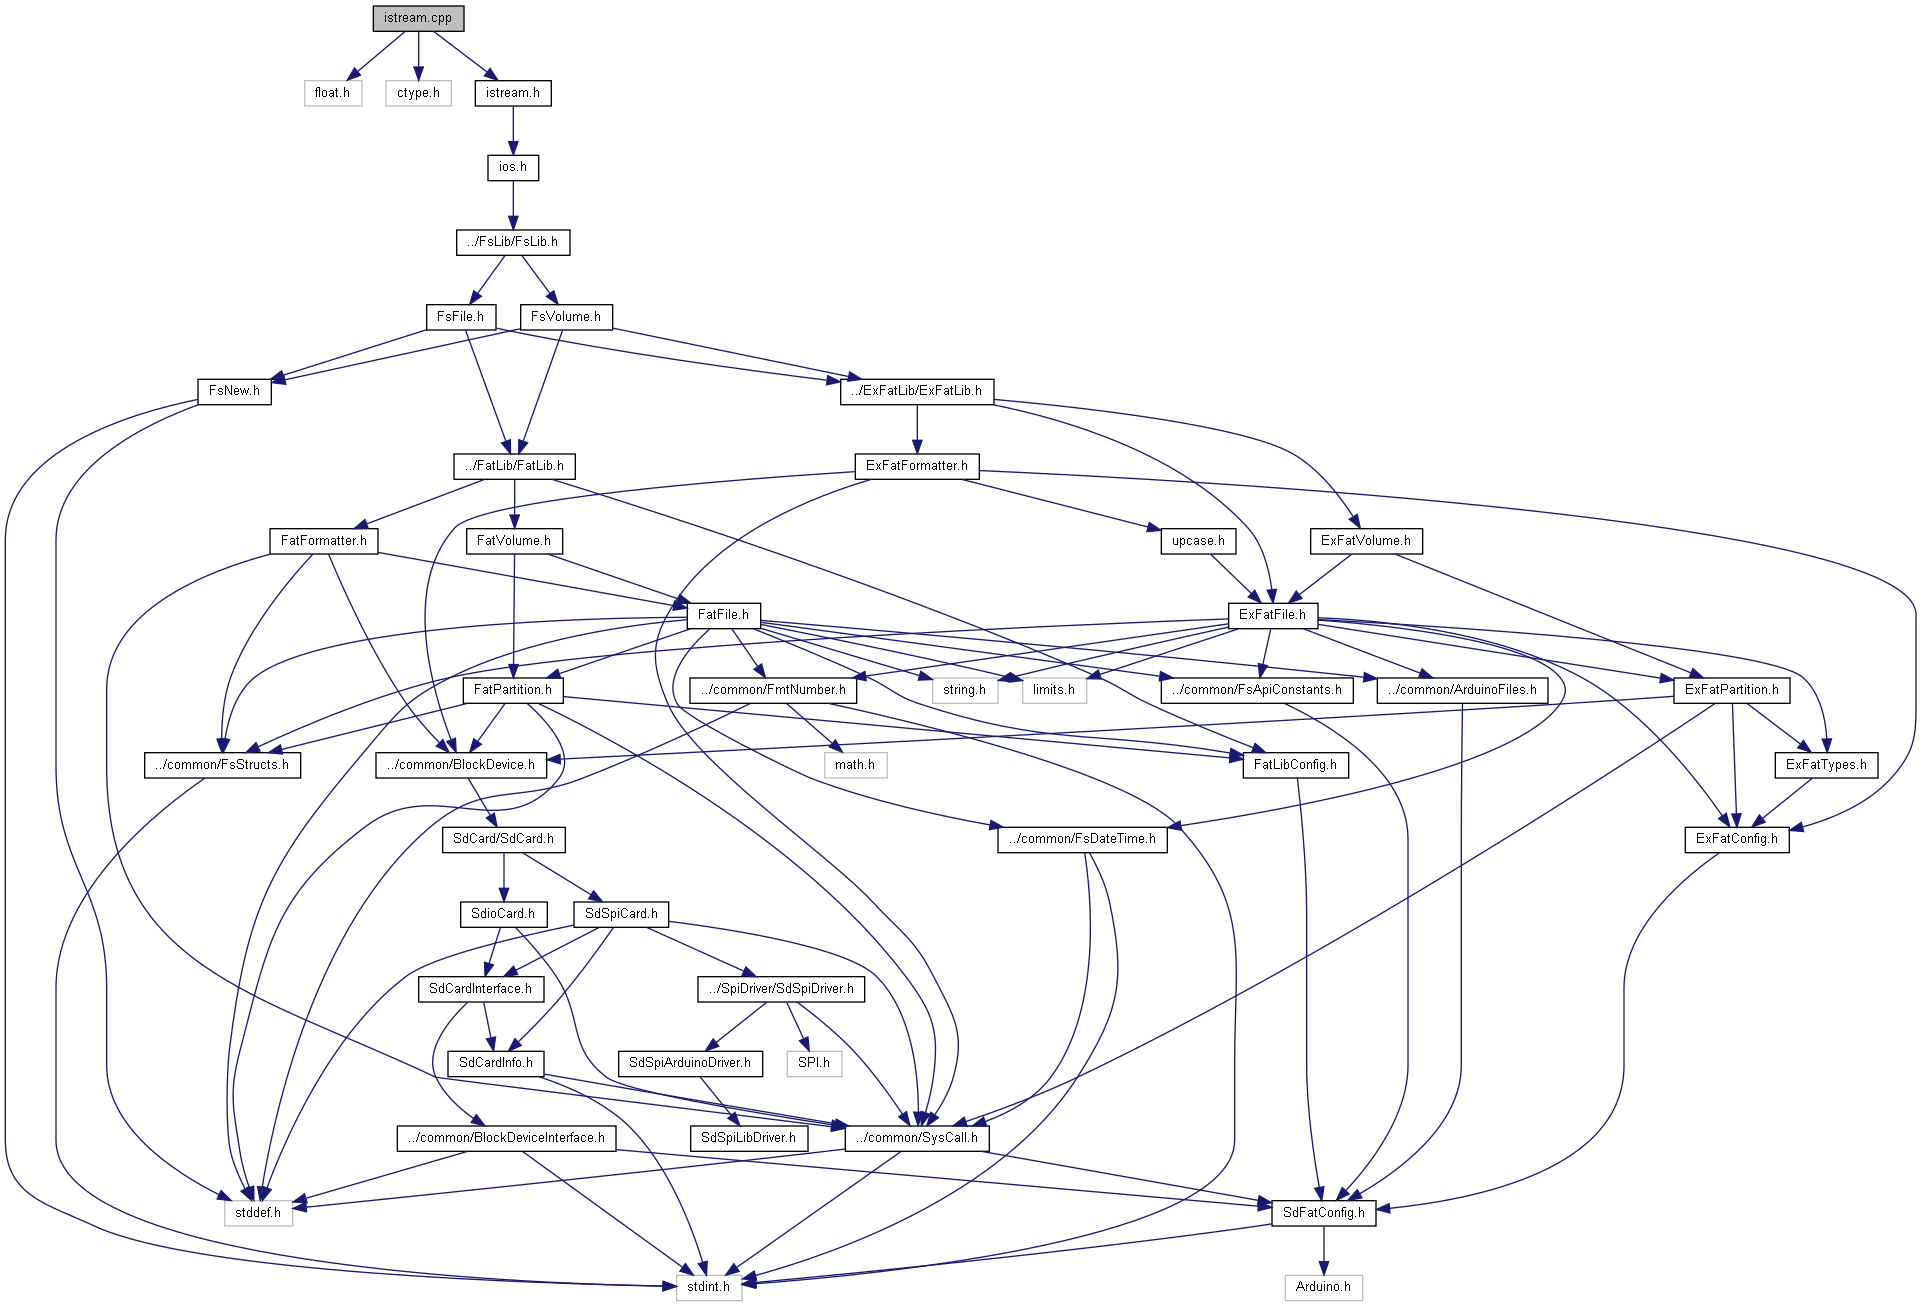 istream.cpp
float.h
ctype.h
istream.h
ios.h
../FsLib/FsLib.h
FsFile.h
FsVolume.h
FsNew.h
../ExFatLib/ExFatLib.h
../FatLib/FatLib.h
ExFatFormatter.h
FatFormatter.h
FatVolume.h
upcase.h
ExFatVolume.h
FatFile.h
ExFatFile.h
FatPartition.h
../common/FmtNumber.h
string.h
limits.h
../common/FsApiConstants.h
../common/ArduinoFiles.h
ExFatPartition.h
../common/FsStructs.h
../common/BlockDevice.h
math.h
FatLibConfig.h
ExFatTypes.h
SdCard/SdCard.h
../common/FsDateTime.h
ExFatConfig.h
SdioCard.h
SdSpiCard.h
SdCardInterface.h
../SpiDriver/SdSpiDriver.h
SdCardInfo.h
SdSpiArduinoDriver.h
SPI.h
../common/BlockDeviceInterface.h
SdSpiLibDriver.h
../common/SysCall.h
stddef.h
SdFatConfig.h
stdint.h
Arduino.h